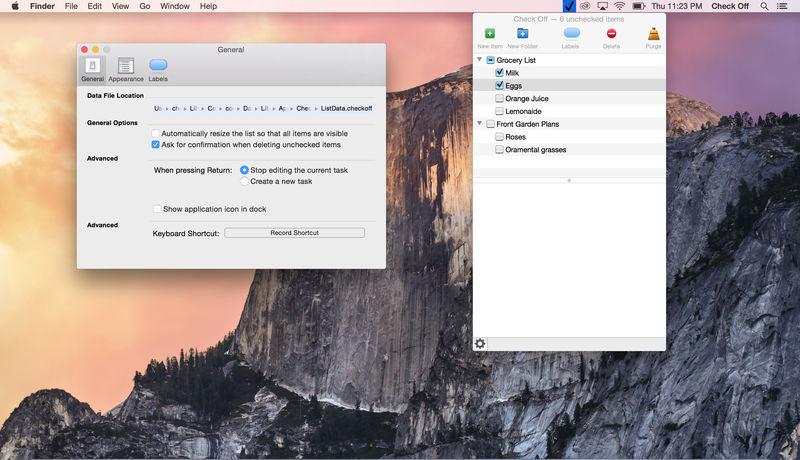 Finder File Edit View Go Window Help
Thu 11:23 PM Check Off
General
General Appearance Labels
Data File Location
Us ch Lil Co co Da Lil Ap Che ListData.checkoff
General Options
Automatically resize the list so that all items are visible
Ask for confirmation when deleting unchecked items
Advanced
When pressing Return: Stop editing the current task
Create a new task
Show application icon in dock
Advanced
Keyboard Shortcut: Record Shortcut
Check Off — 6 unchecked items
New Item New Folder Labels Delete Purge
Grocery List
Milk
Eggs
Orange Juice
Lemonaide
Front Garden Plans
Roses
Oramental grasses